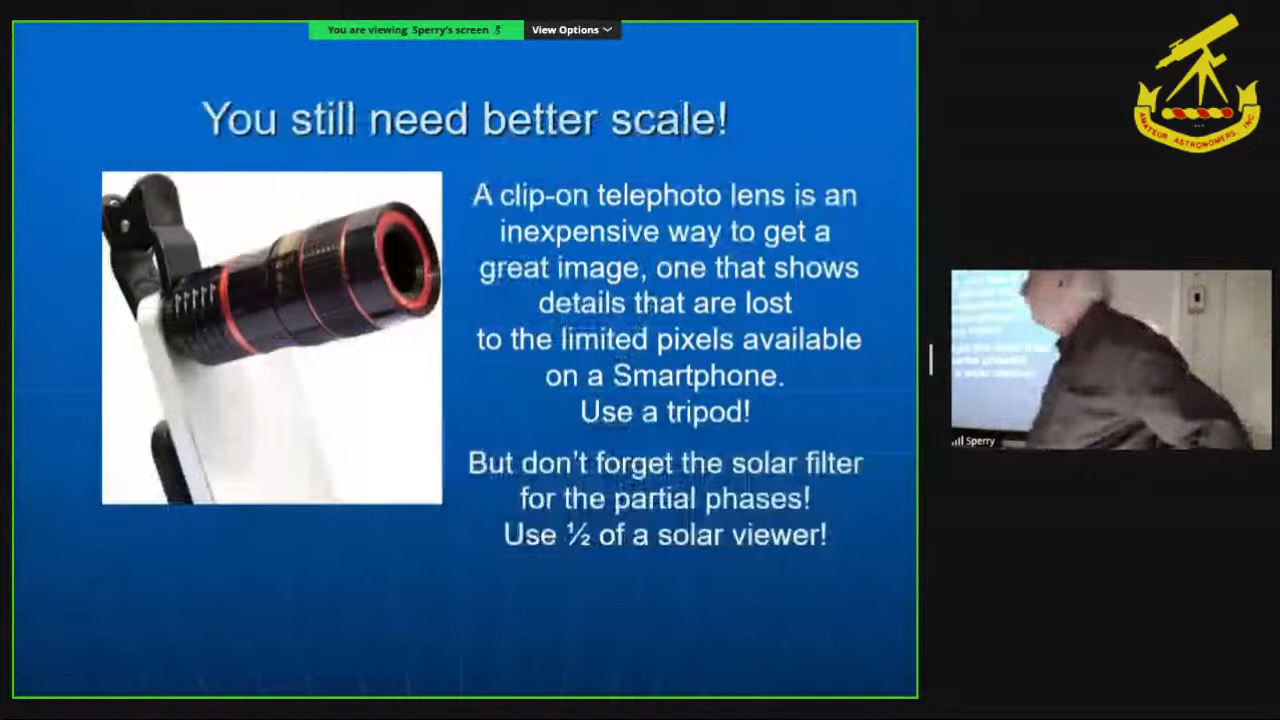 You are viewing Sperry's screen
View Options
You still need better scale!
A clip-on telephoto lens is an
inexpensive way to get a
great image, one that shows
details that are lost
to the limited pixels available
on a Smartphone.
Use a tripod!
But don't forget the solar filter
for the partial phases!
Use ½ of a solar viewer!
AMATEUR ASTRONOMERS, INC.
Sperry